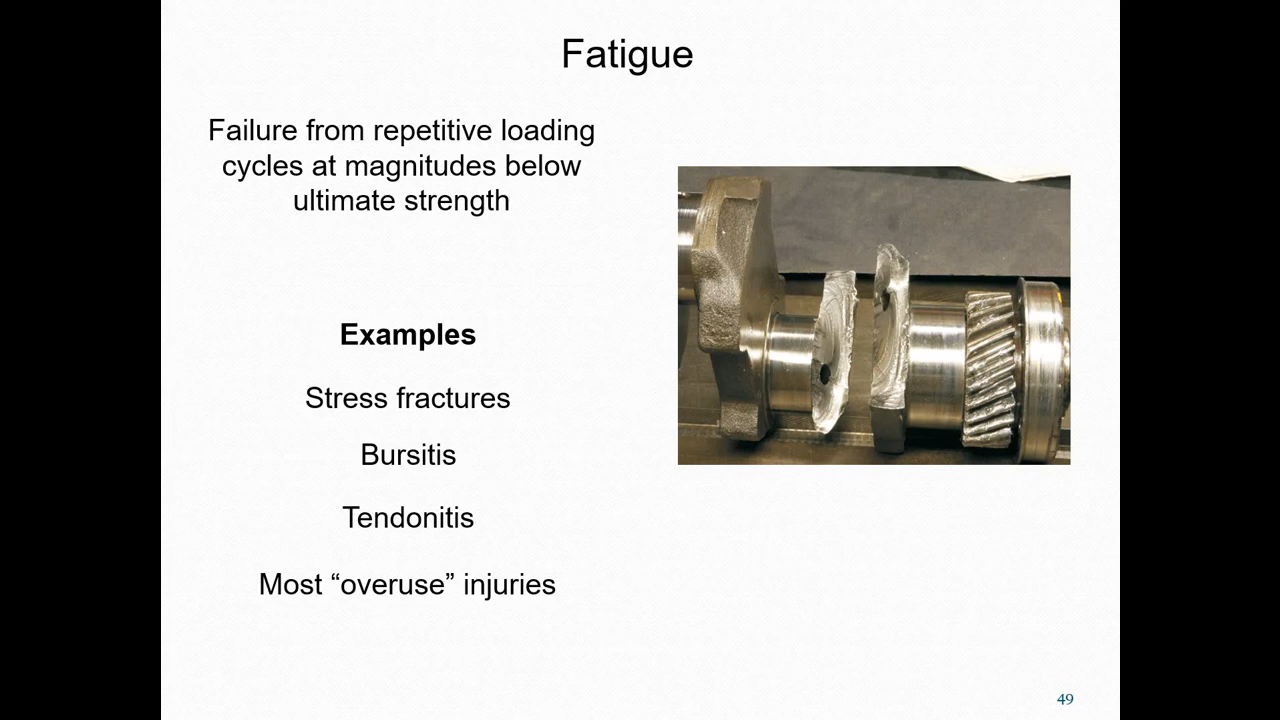 Fatigue
Failure from repetitive loading
cycles at magnitudes below
ultimate strength
Examples
Stress fractures
Bursitis
Tendonitis
Most “overuse” injuries
49